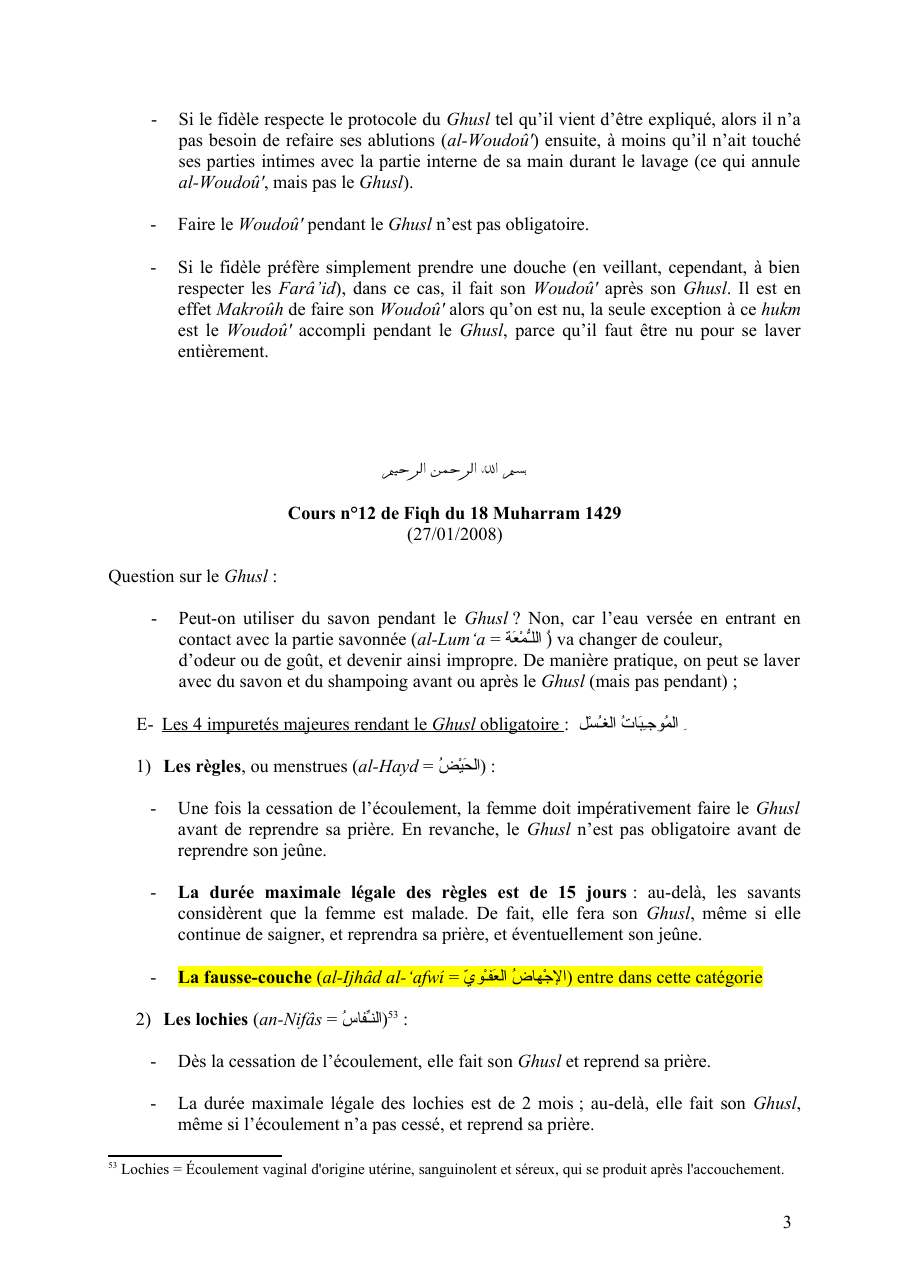 - Si le fidèle respecte le protocole du Ghusl tel qu’il vient d’être expliqué, alors il n’a
pas besoin de refaire ses ablutions (al-Woudoû') ensuite, à moins qu’il n’ait touché
ses parties intimes avec la partie interne de sa main durant le lavage (ce qui annule
al-Woudoû', mais pas le Ghusl).
- Faire le Woudoû' pendant le Ghusl n’est pas obligatoire.
- Si le fidèle préfère simplement prendre une douche (en veillant, cependant, à bien
respecter les Farâ’id), dans ce cas, il fait son Woudoû' après son Ghusl. Il est en
effet Makroûh de faire son Woudoû' alors qu’on est nu, la seule exception à ce hukm
est le Woudoû' accompli pendant le Ghusl, parce qu’il faut être nu pour se laver
entièrement.
بسم الله الرحمن الرحيم
Cours n°12 de Fiqh du 18 Muharram 1429
(27/01/2008)
Question sur le Ghusl :
- Peut-on utiliser du savon pendant le Ghusl ? Non, car l’eau versée en entrant en
contact avec la partie savonnée (al-Lum‘a = اللُّمْعَة) va changer de couleur,
d’odeur ou de goût, et devenir ainsi impropre. De manière pratique, on peut se laver
avec du savon et du shampoing avant ou après le Ghusl (mais pas pendant) ;
E- Les 4 impuretés majeures rendant le Ghusl obligatoire : المُوجِبَاتُ الغُسْلِ
1) Les règles, ou menstrues (al-Hayd = الحَيْضُ) :
- Une fois la cessation de l’écoulement, la femme doit impérativement faire le Ghusl
avant de reprendre sa prière. En revanche, le Ghusl n’est pas obligatoire avant de
reprendre son jeûne.
- La durée maximale légale des règles est de 15 jours : au-delà, les savants
considèrent que la femme est malade. De fait, elle fera son Ghusl, même si elle
continue de saigner, et reprendra sa prière, et éventuellement son jeûne.
- La fausse-couche (al-Ijhâd al-‘afwi = الإجْهاضُ العَفْوِيّ) entre dans cette catégorie
2) Les lochies (an-Nifâs = النِّفَاسُ)53 :
- Dès la cessation de l’écoulement, elle fait son Ghusl et reprend sa prière.
- La durée maximale légale des lochies est de 2 mois ; au-delà, elle fait son Ghusl,
même si l’écoulement n’a pas cessé, et reprend sa prière.
53 Lochies = Écoulement vaginal d'origine utérine, sanguinolent et séreux, qui se produit après l'accouchement.
3